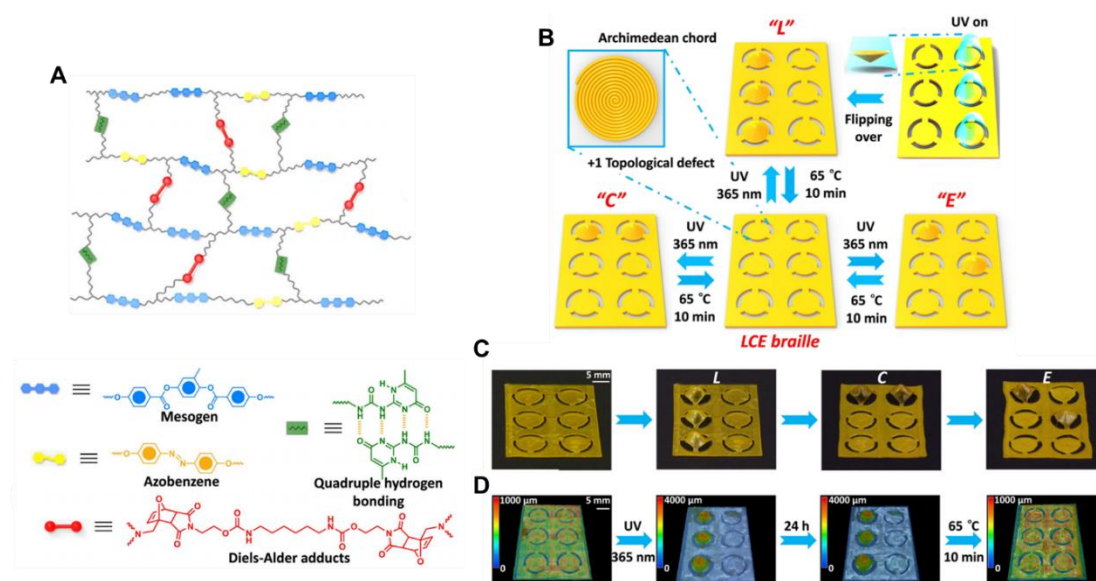 A
Mesogen
Azobenzene
Quadruple hydrogen
bonding
Diels-Alder adducts
B
Archimedean chord
+1 Topological defect
"L"
UV on
Flipping
over
UV
365 nm
65 °C
10 min
"C"
UV
365 nm
65 °C
10 min
LCE braille
UV
365 nm
65 °C
10 min
"E"
C
5 mm
L
C
E
D
1000 μm
0
5 mm
UV
365 nm
4000 μm
0
24 h
4000 μm
0
65 °C
10 min
1000 μm
0